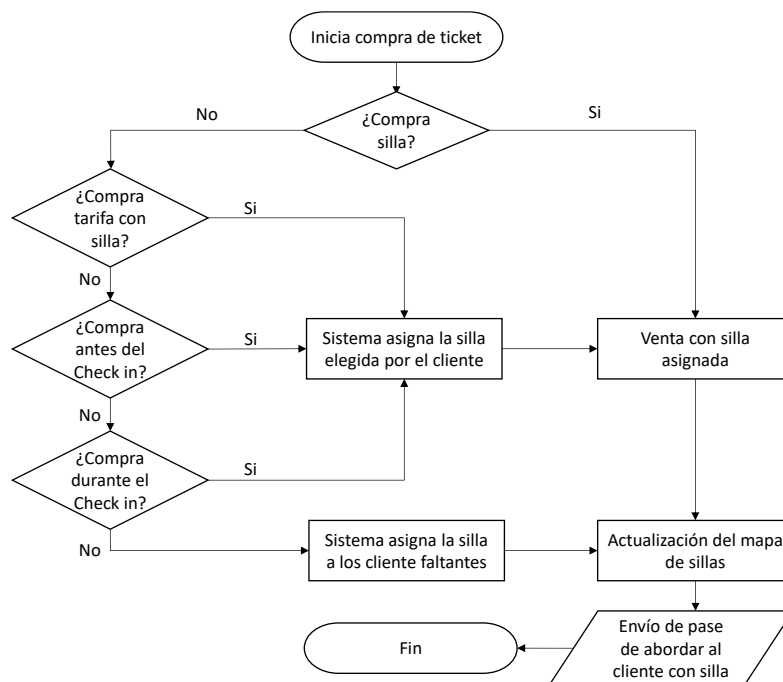 Inicia compra de ticket
No
¿Compra
silla?
Si
¿Compra
tarifa con
silla?
Si
No
¿Compra
antes del
Check in?
Si
Sistema asigna la silla
elegida por el cliente
Venta con silla
asignada
No
¿Compra
durante el
Check in?
Si
No
Sistema asigna la silla
a los cliente faltantes
Actualización del mapa
de sillas
Fin
Envío de pase
de abordar al
cliente con silla